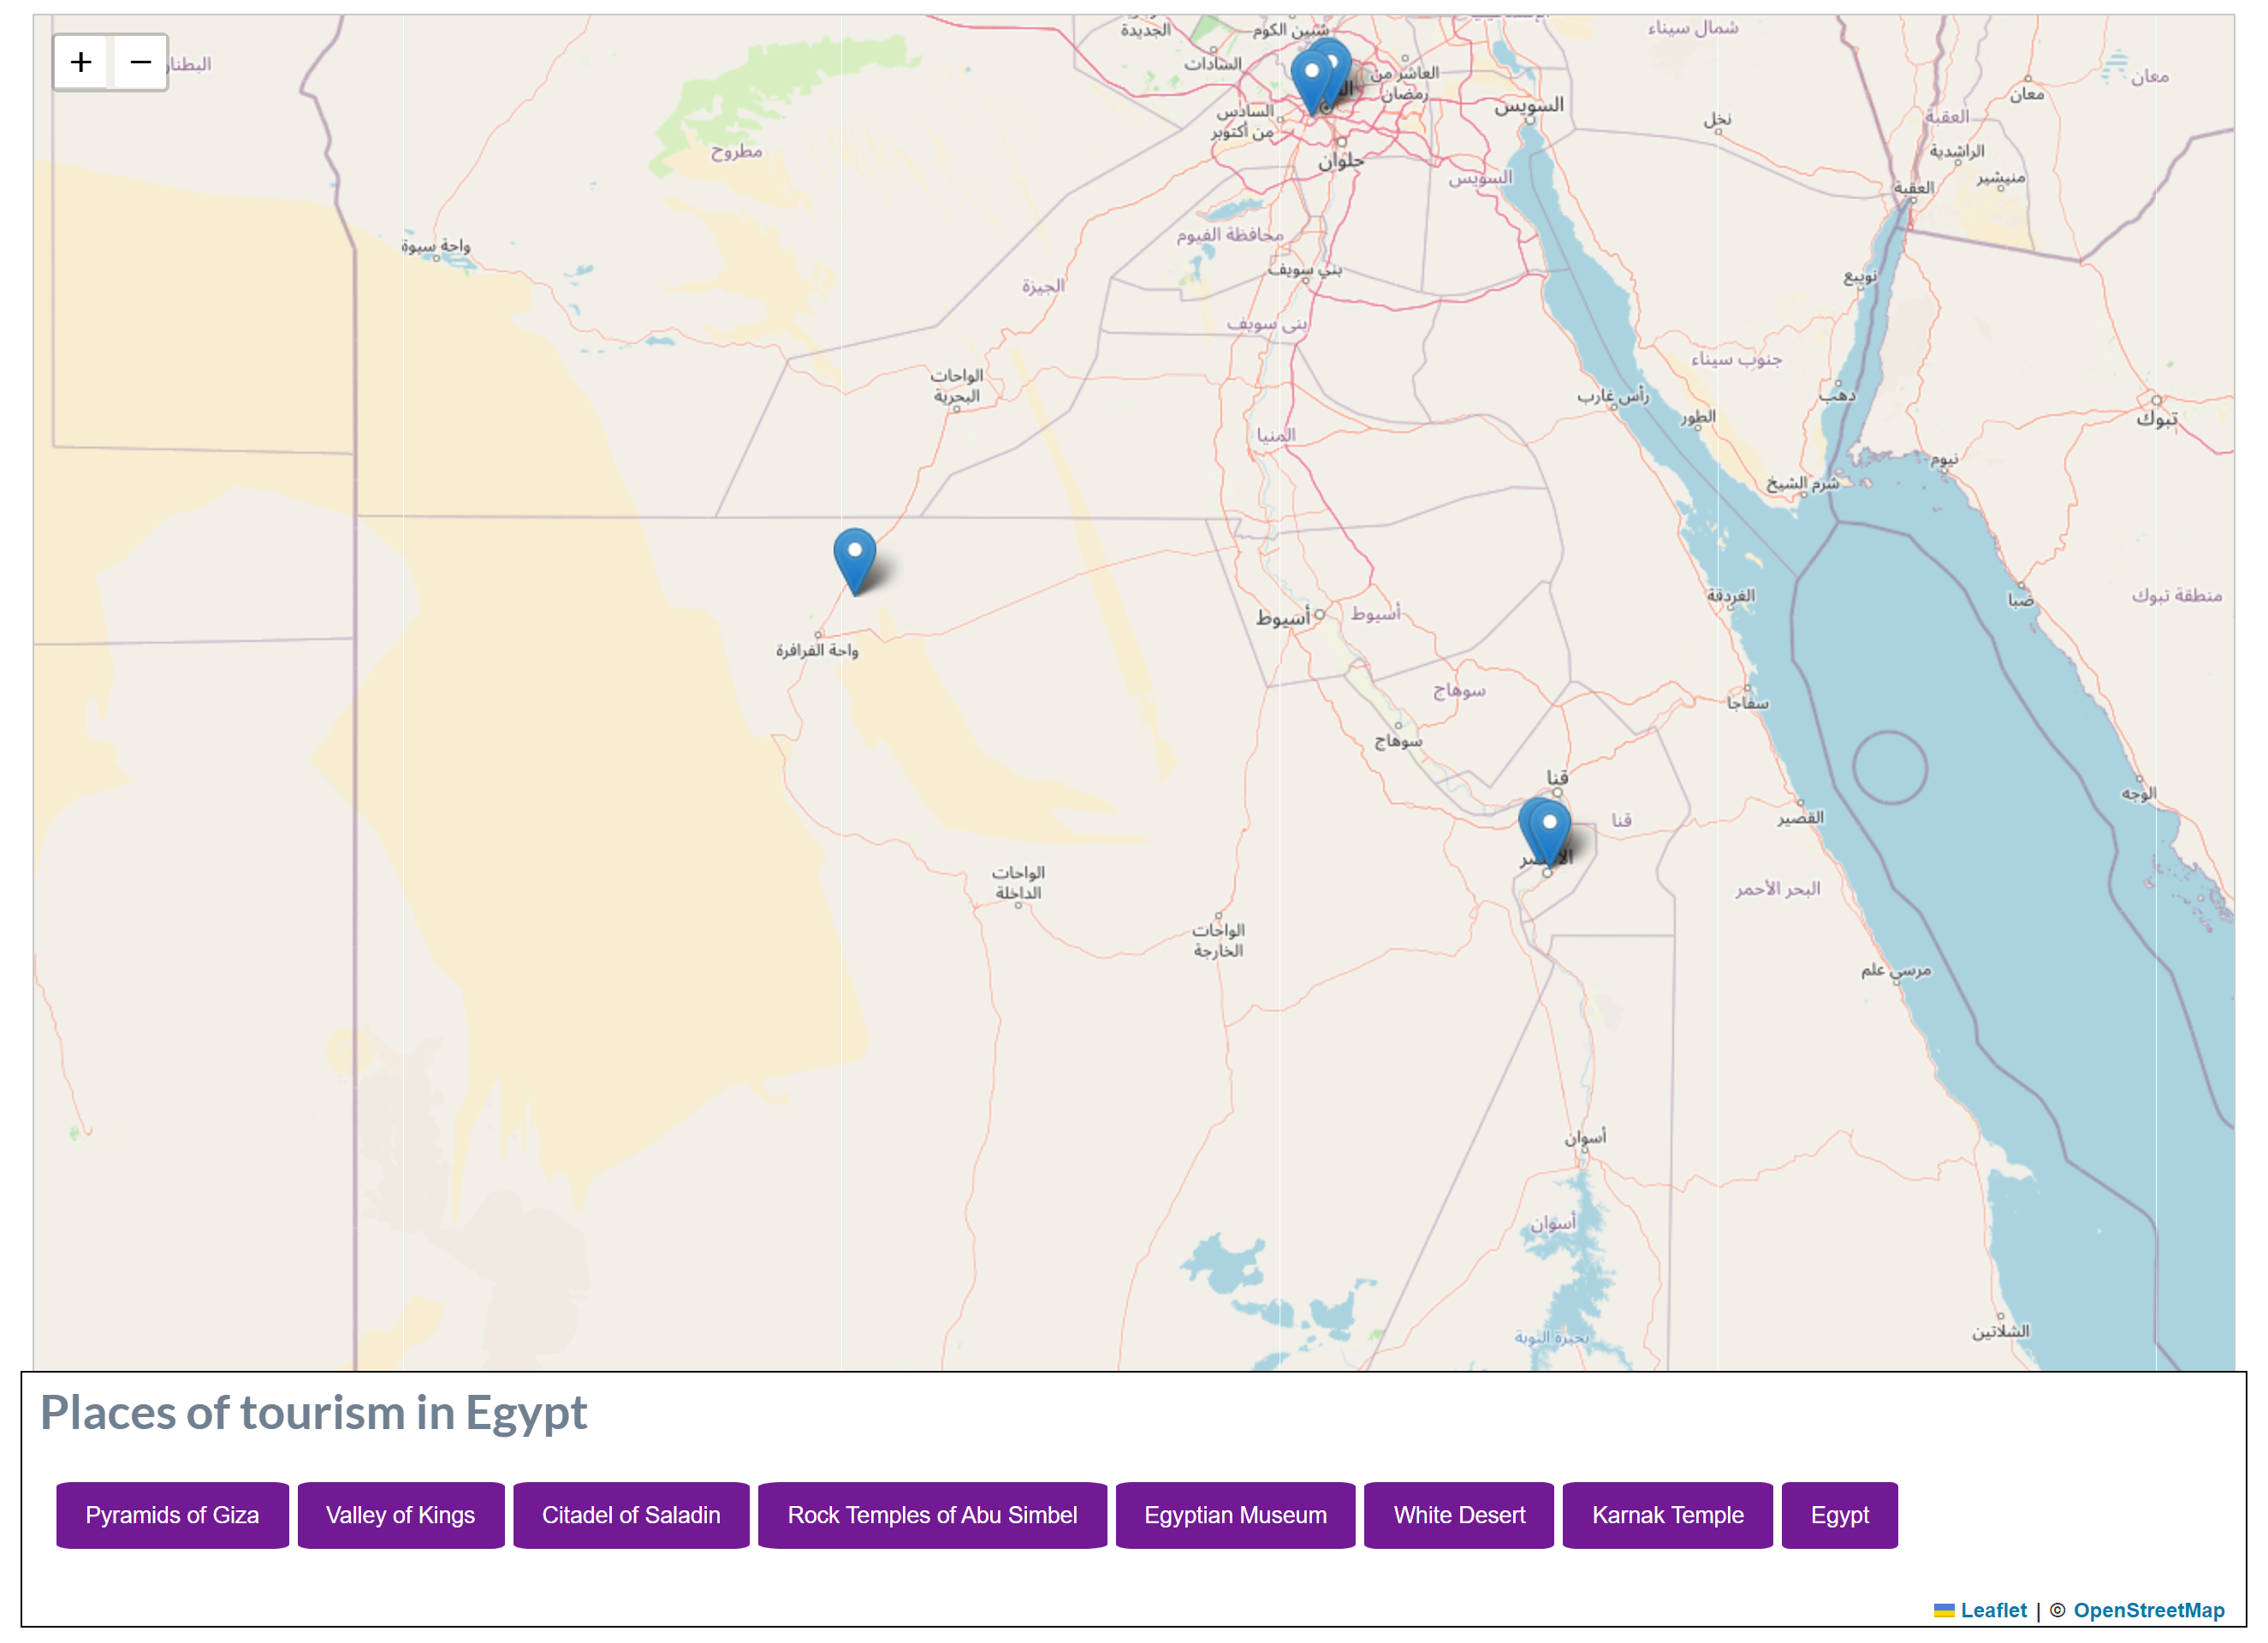 الجديدة
شبين الكوم
شمال سيناء
+
−
السادات
العاشر من
رمضان
معان
معان
السويس
السادس
من أكتوبر
نخل
العقبة
مطروح
حلوان
الراشدية
السويس
منيشير
العقبة
محافظة الفيوم
واحة سيوة
بني سويف
نويبع
الجيزة
بنى سويف
جنوب سيناء
الواحات
البحرية
رأس غارب
دهب
الطور
تبوك
المنيا
نيوم
شرم الشيخ
الغردقة
ضبا
منطقة تبوك
أسيوط
أسيوط
واحة الفرافرة
سوهاج
سفاجا
سوهاج
قنا
الوجه
القصير
قنا
الواحات
الداخلة
البحر الأحمر
الواحات
الخارجة
مرسى علم
أسوان
أسوان
الشلاتين
بحيرة النوبة
Places of tourism in Egypt
Pyramids of Giza
Valley of Kings
Citadel of Saladin
Rock Temples of Abu Simbel
Egyptian Museum
White Desert
Karnak Temple
Egypt
Leaflet | © OpenStreetMap